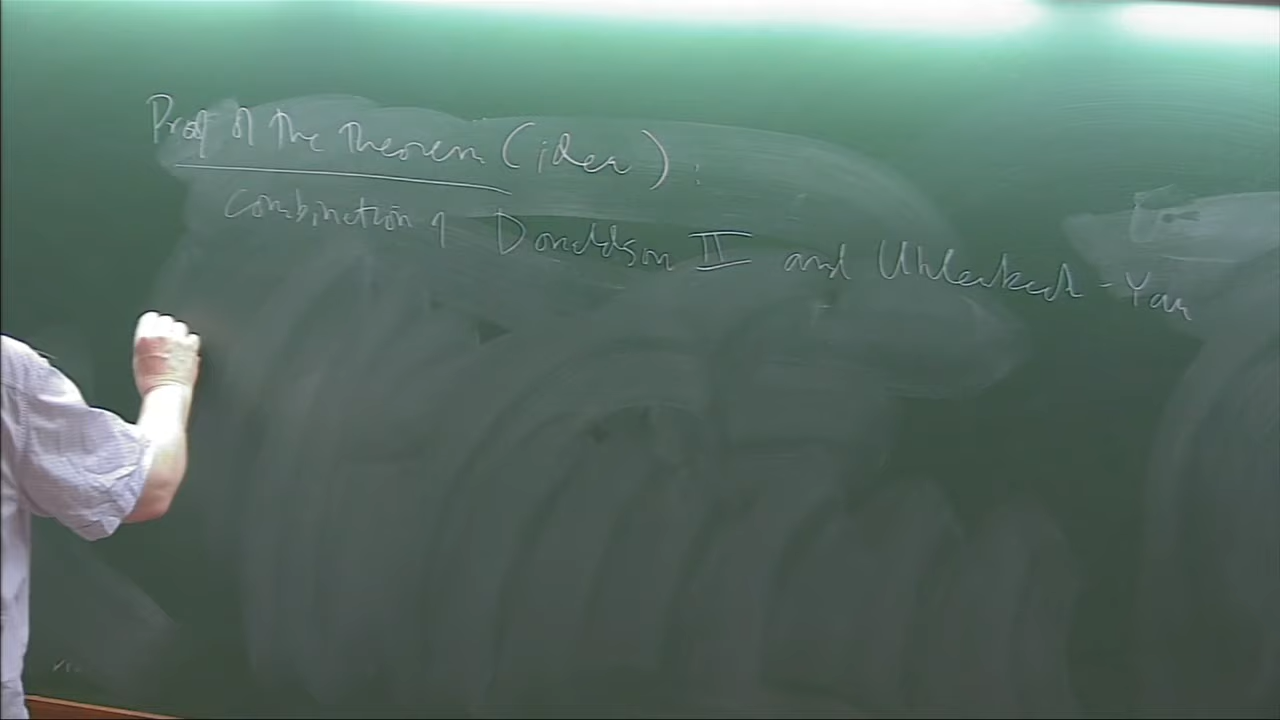 Proof of the theorem (idea):
Combination of Donaldson II and Uhlenbeck-Yau